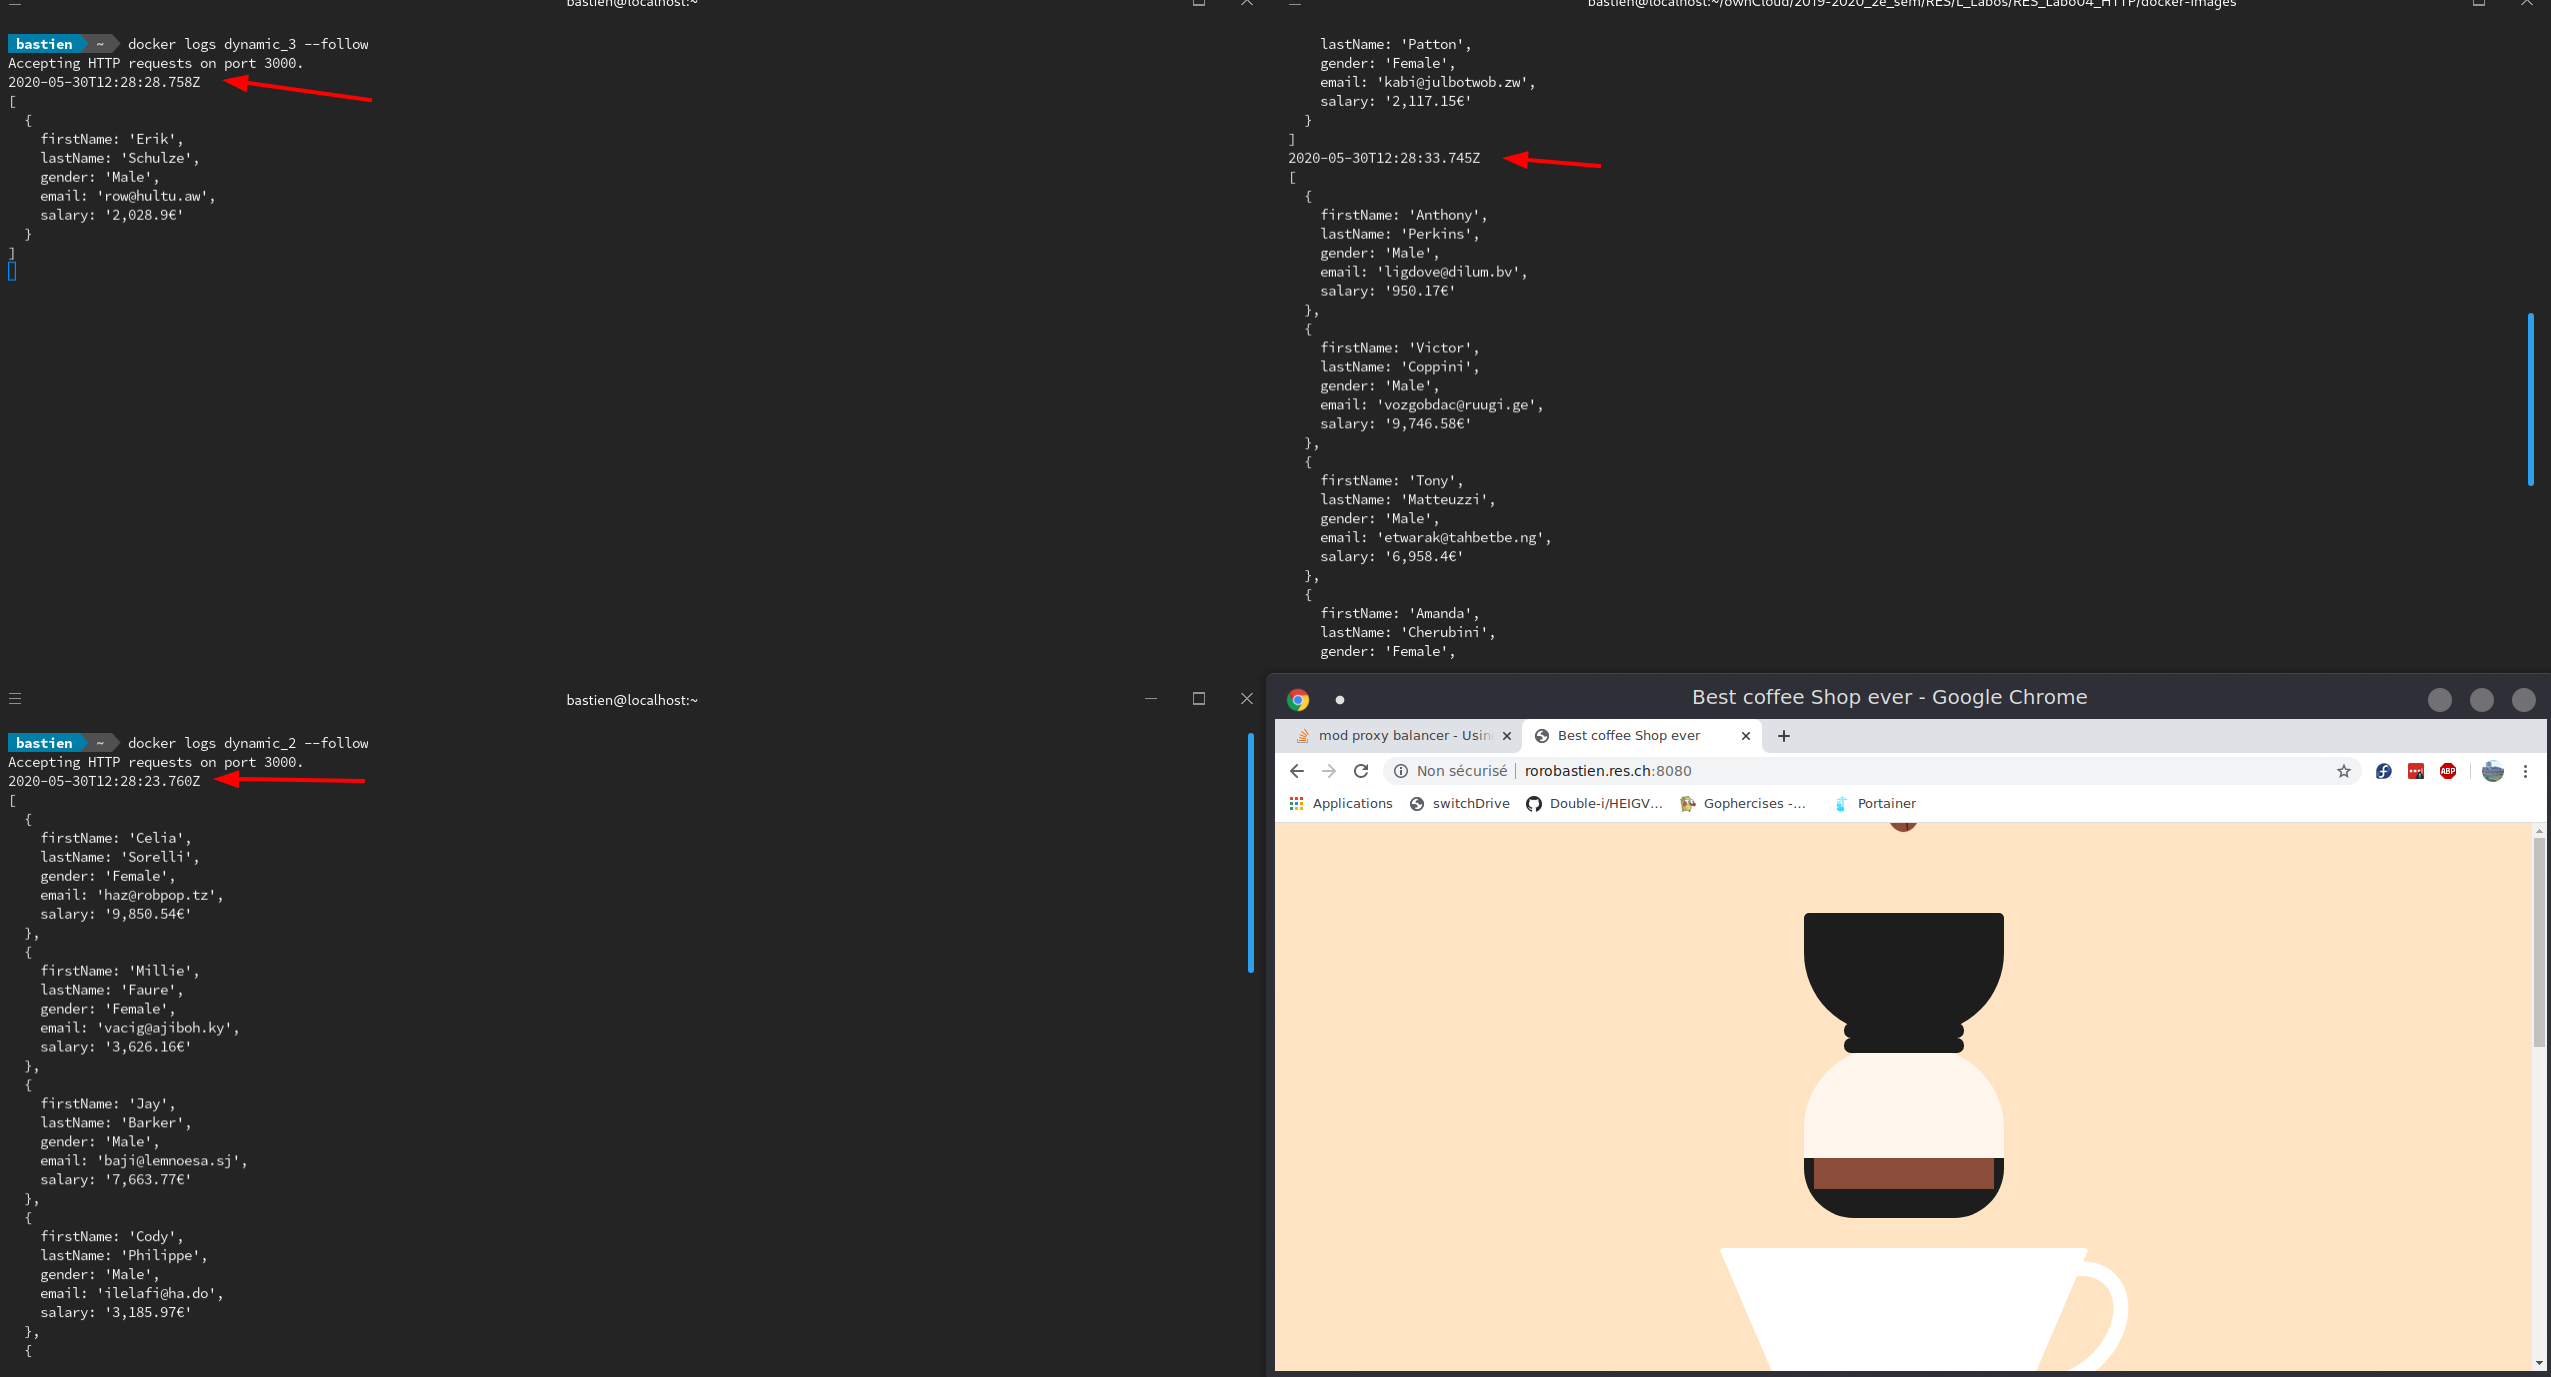 bastien@localhost:~
bastien ~ docker logs dynamic_3 --follow
Accepting HTTP requests on port 3000.
2020-05-30T12:28:28.758Z
[
{
firstName: 'Erik',
lastName: 'Schulze',
gender: 'Male',
email: 'row@hultu.aw',
salary: '2,028.9€'
}
]
bastien@localhost:~/ownCloud/2019-2020_2e_sem/RES/L_Labos/RES_Labo04_HTTP/docker-images
lastName: 'Patton',
gender: 'Female',
email: 'kabi@julbotwob.zw',
salary: '2,117.15€'
}
]
2020-05-30T12:28:33.745Z
[
{
firstName: 'Anthony',
lastName: 'Perkins',
gender: 'Male',
email: 'ligdove@dilum.bv',
salary: '950.17€'
},
{
firstName: 'Victor',
lastName: 'Coppini',
gender: 'Male',
email: 'vozgobdac@ruugi.ge',
salary: '9,746.58€'
},
{
firstName: 'Tony',
lastName: 'Matteuzzi',
gender: 'Male',
email: 'etwarak@tahbetbe.ng',
salary: '6,958.4€'
},
{
firstName: 'Amanda',
lastName: 'Cherubini',
gender: 'Female',
bastien@localhost:~
bastien ~ docker logs dynamic_2 --follow
Accepting HTTP requests on port 3000.
2020-05-30T12:28:23.760Z
[
{
firstName: 'Celia',
lastName: 'Sorelli',
gender: 'Female',
email: 'haz@robpop.tz',
salary: '9,850.54€'
},
{
firstName: 'Millie',
lastName: 'Faure',
gender: 'Female',
email: 'vacig@ajiboh.ky',
salary: '3,626.16€'
},
{
firstName: 'Jay',
lastName: 'Barker',
gender: 'Male',
email: 'baji@lemnoesa.sj',
salary: '7,663.77€'
},
{
firstName: 'Cody',
lastName: 'Philippe',
gender: 'Male',
email: 'ilelafi@ha.do',
salary: '3,185.97€'
},
{
Best coffee Shop ever - Google Chrome
mod proxy balancer - Usin
Best coffee Shop ever
Non sécurisé
rorobastien.res.ch:8080
ABP
Applications
switchDrive
Double-i/HEIGV...
Gophercises -...
Portainer